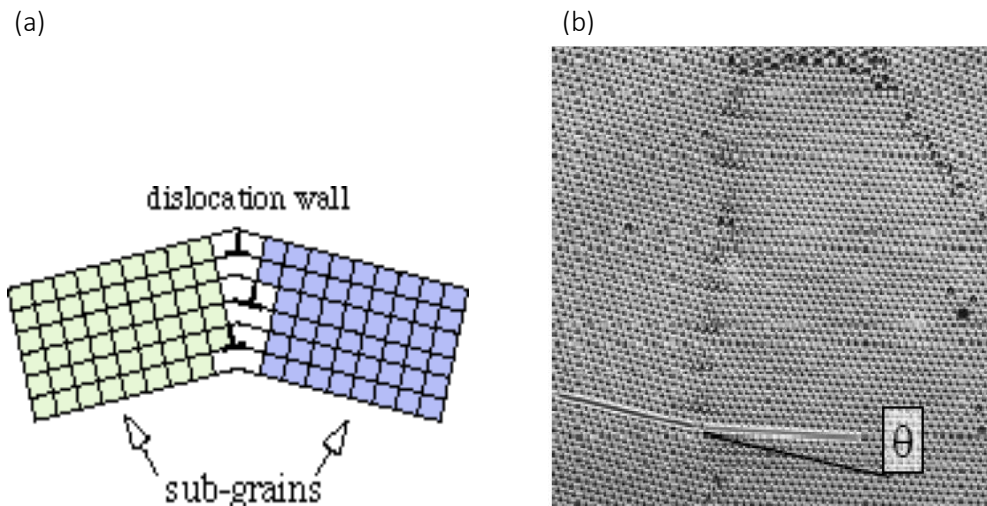 (a)
(b)
dislocation wall
sub-grains
θ